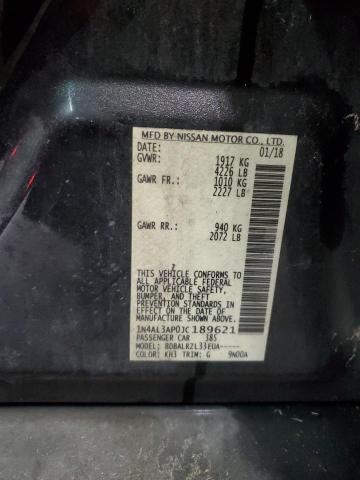 MFD BY NISSAN MOTOR CO., LTD.
DATE: 01/18
GVWR: 1917 KG
4226 LB
GAWR FR.: 1010 KG
2227 LB
GAWR RR.: 940 KG
2072 LB
THIS VEHICLE CONFORMS TO
ALL APPLICABLE FEDERAL
MOTOR VEHICLE SAFETY,
BUMPER, AND THEFT
PREVENTION STANDARDS IN
EFFECT ON THE DATE OF
MANUFACTURE SHOWN ABOVE.
1N4AL3AP0JC189621
PASSENGER CAR 385
MODEL: BDBALRZL33EUA-----
COLOR: KH3 TRIM: G 9N00A